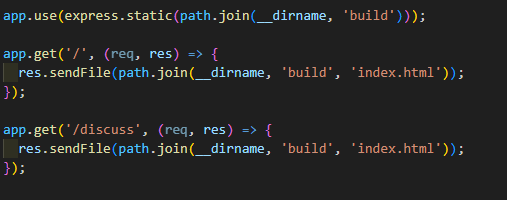 app.use(express.static(path.join(__dirname, 'build')));
app.get('/', (req, res) => {
res.sendFile(path.join(__dirname, 'build', 'index.html'));
});
app.get('/discuss', (req, res) => {
res.sendFile(path.join(__dirname, 'build', 'index.html'));
});